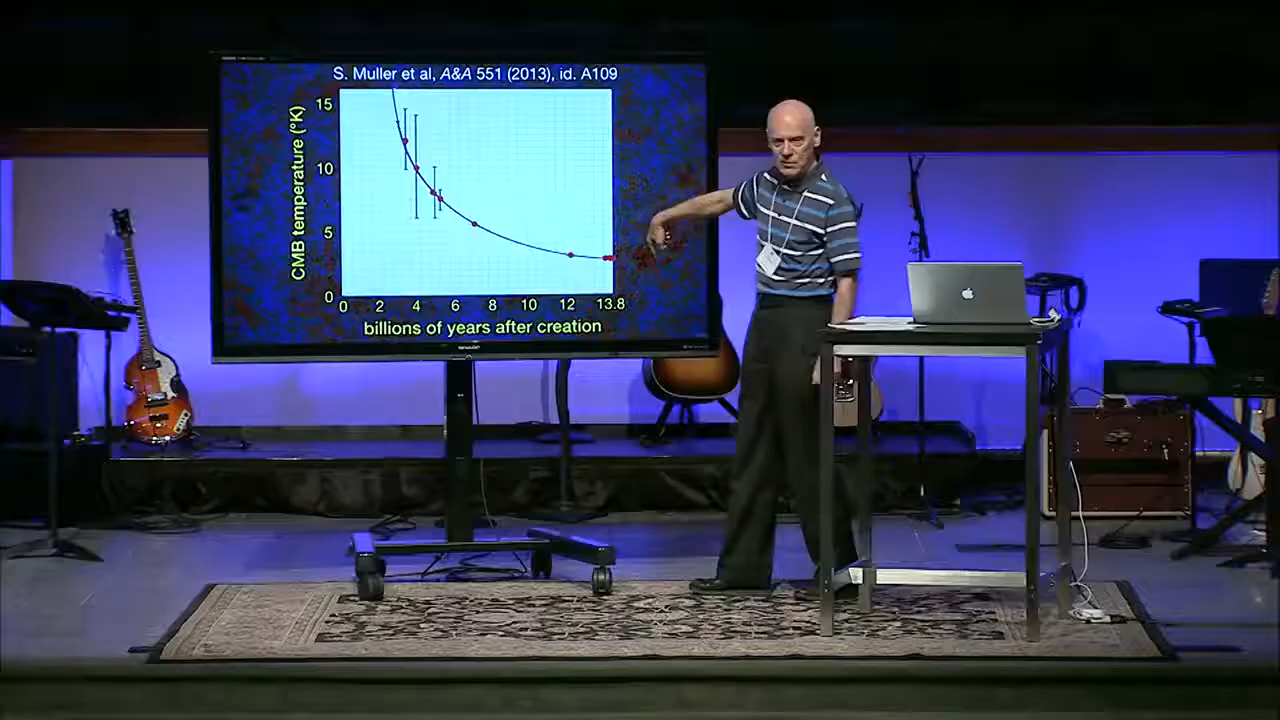 S. Muller et al, A&A 551 (2013), id. A109
CMB temperature (°K)
15
10
5
0
0 2 4 6 8 10 12 13.8
billions of years after creation
SHARP